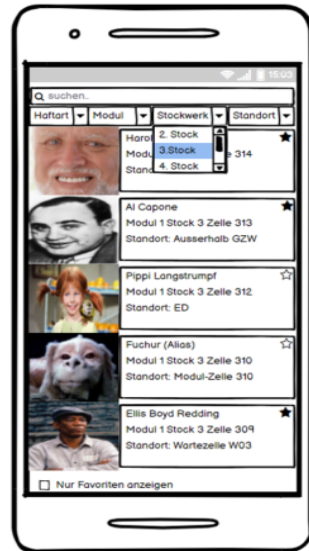 15:03
suchen..
Haftart Modul Stockwerk Standort
2. Stock
3.Stock
4. Stock
Harol
Modu e 314
Stand
Al Capone
Modul 1 Stock 3 Zelle 313
Standort: Ausserhalb GZW
Pippi Langstrumpf
Modul 1 Stock 3 Zelle 312
Standort: ED
Fuchur (Alias)
Modul 1 Stock 3 Zelle 310
Standort: Modul-Zelle 310
Ellis Boyd Redding
Modul 1 Stock 3 Zelle 309
Standort: Wartezelle W03
Nur Favoriten anzeigen